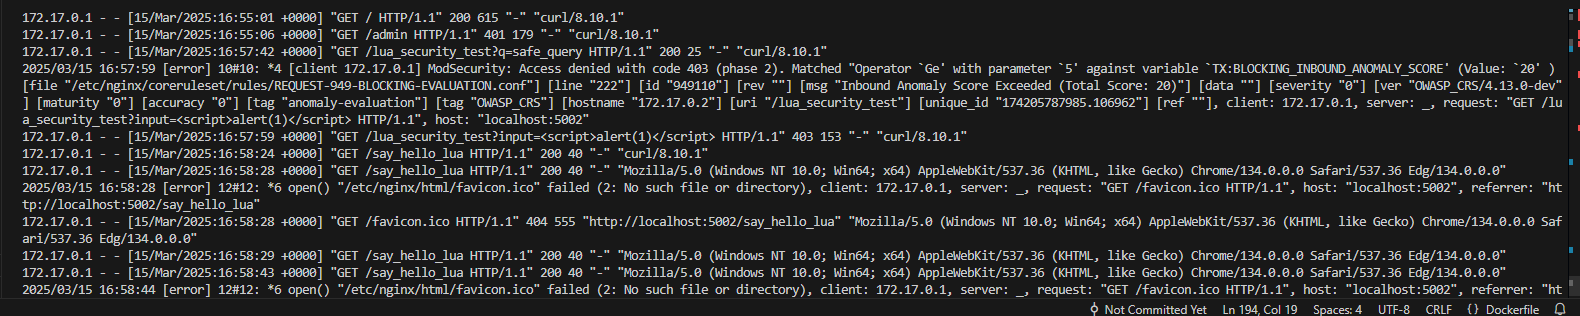 172.17.0.1 - - [15/Mar/2025:16:55:01 +0000] "GET / HTTP/1.1" 200 615 "-" "curl/8.10.1"
172.17.0.1 - - [15/Mar/2025:16:55:06 +0000] "GET /admin HTTP/1.1" 401 179 "-" "curl/8.10.1"
172.17.0.1 - - [15/Mar/2025:16:57:42 +0000] "GET /lua_security_test?q=safe_query HTTP/1.1" 200 25 "-" "curl/8.10.1"
2025/03/15 16:57:59 [error] 10#10: *4 [client 172.17.0.1] ModSecurity: Access denied with code 403 (phase 2). Matched "Operator `Ge' with parameter `5' against variable `TX:BLOCKING_INBOUND_ANOMALY_SCORE' (Value: `20' )
[file "/etc/nginx/coreruleset/rules/REQUEST-949-BLOCKING-EVALUATION.conf"] [line "222"] [id "949110"] [rev ""] [msg "Inbound Anomaly Score Exceeded (Total Score: 20)"] [data ""] [severity "0"] [ver "OWASP_CRS/4.13.0-dev"
] [maturity "0"] [accuracy "0"] [tag "anomaly-evaluation"] [tag "OWASP_CRS"] [hostname "172.17.0.2"] [uri "/lua_security_test"] [unique_id "174205787985.106962"] [ref ""], client: 172.17.0.1, server: _, request: "GET /lu
a_security_test?input=<script>alert(1)</script> HTTP/1.1", host: "localhost:5002"
172.17.0.1 - - [15/Mar/2025:16:57:59 +0000] "GET /lua_security_test?input=<script>alert(1)</script> HTTP/1.1" 403 153 "-" "curl/8.10.1"
172.17.0.1 - - [15/Mar/2025:16:58:24 +0000] "GET /say_hello_lua HTTP/1.1" 200 40 "-" "curl/8.10.1"
172.17.0.1 - - [15/Mar/2025:16:58:28 +0000] "GET /say_hello_lua HTTP/1.1" 200 40 "-" "Mozilla/5.0 (Windows NT 10.0; Win64; x64) AppleWebKit/537.36 (KHTML, like Gecko) Chrome/134.0.0.0 Safari/537.36 Edg/134.0.0.0"
2025/03/15 16:58:28 [error] 12#12: *6 open() "/etc/nginx/html/favicon.ico" failed (2: No such file or directory), client: 172.17.0.1, server: _, request: "GET /favicon.ico HTTP/1.1", host: "localhost:5002", referrer: "ht
tp://localhost:5002/say_hello_lua"
172.17.0.1 - - [15/Mar/2025:16:58:28 +0000] "GET /favicon.ico HTTP/1.1" 404 555 "http://localhost:5002/say_hello_lua" "Mozilla/5.0 (Windows NT 10.0; Win64; x64) AppleWebKit/537.36 (KHTML, like Gecko) Chrome/134.0.0.0 Saf
ari/537.36 Edg/134.0.0.0"
172.17.0.1 - - [15/Mar/2025:16:58:29 +0000] "GET /say_hello_lua HTTP/1.1" 200 40 "-" "Mozilla/5.0 (Windows NT 10.0; Win64; x64) AppleWebKit/537.36 (KHTML, like Gecko) Chrome/134.0.0.0 Safari/537.36 Edg/134.0.0.0"
172.17.0.1 - - [15/Mar/2025:16:58:43 +0000] "GET /say_hello_lua HTTP/1.1" 200 40 "-" "Mozilla/5.0 (Windows NT 10.0; Win64; x64) AppleWebKit/537.36 (KHTML, like Gecko) Chrome/134.0.0.0 Safari/537.36 Edg/134.0.0.0"
2025/03/15 16:58:44 [error] 12#12: *6 open() "/etc/nginx/html/favicon.ico" failed (2: No such file or directory), client: 172.17.0.1, server: _, request: "GET /favicon.ico HTTP/1.1", host: "localhost:5002", referrer: "ht
Not Committed Yet Ln 194, Col 19 Spaces: 4 UTF-8 CRLF {} Dockerfile